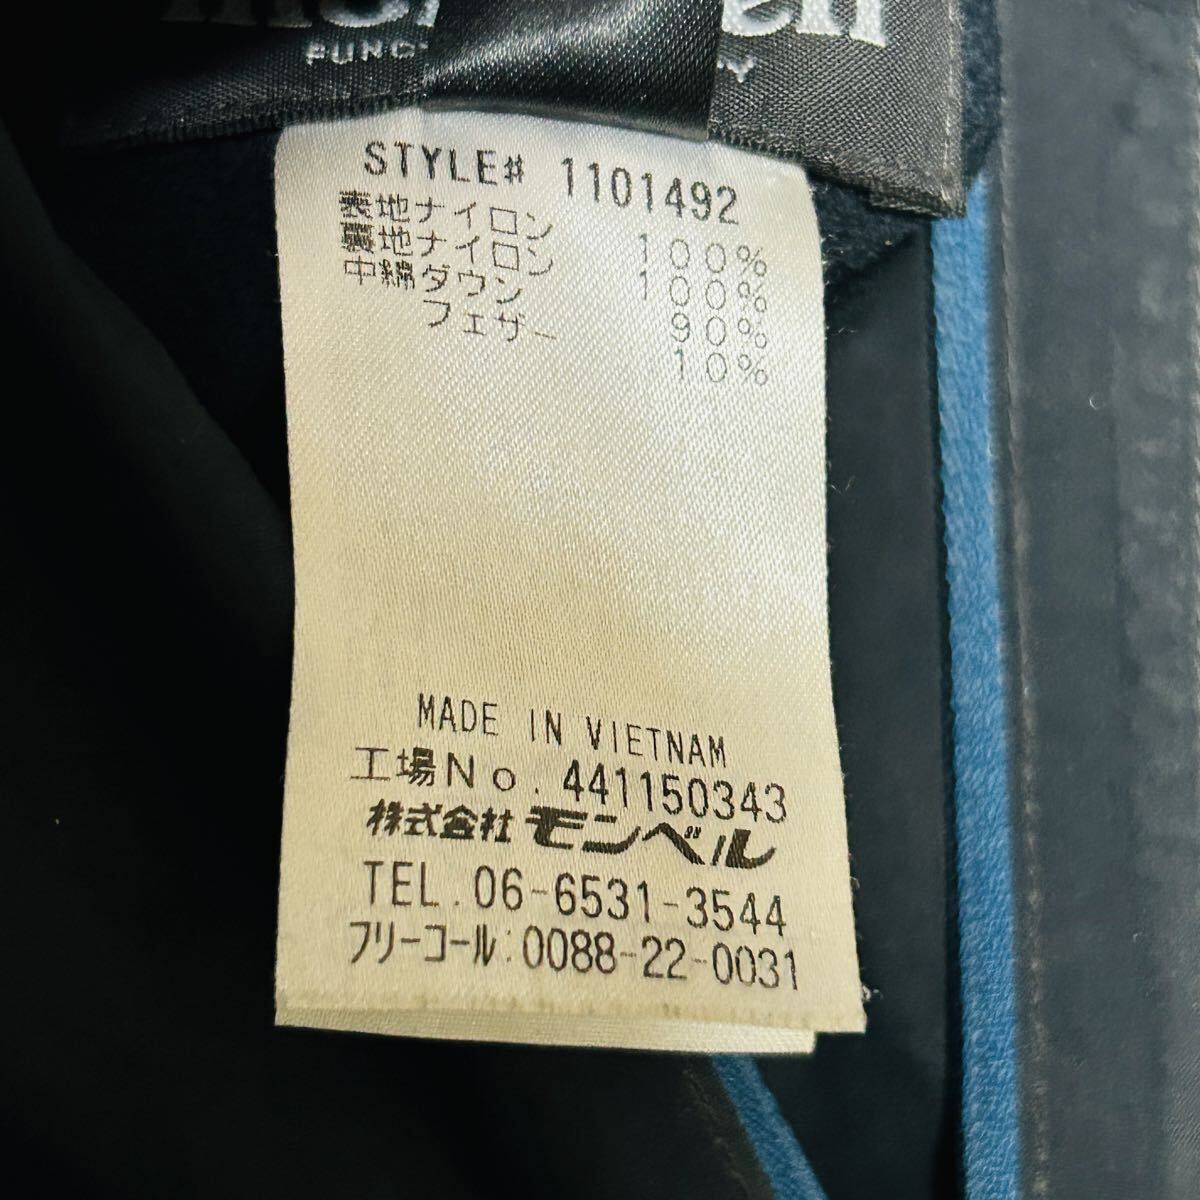 STYLE# 1101492
表地ナイロン 100%
裏地ナイロン 100%
中綿ダウン 90%
フェザー 10%
MADE IN VIETNAM
工場No. 441150343
株式会社モンベル
TEL.06-6531-3544
フリーコール:0088-22-0031